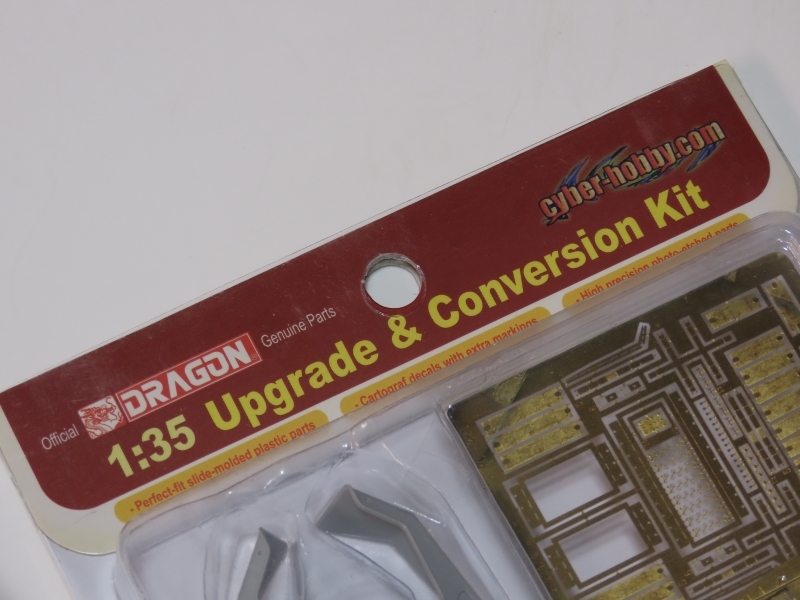 cyber-hobby.com
Official DRAGON Genuine Parts
1:35 Upgrade & Conversion Kit
- Perfect-fit slide-molded plastic parts
- Cartograf decals with extra markings
- High precision photo-etched parts